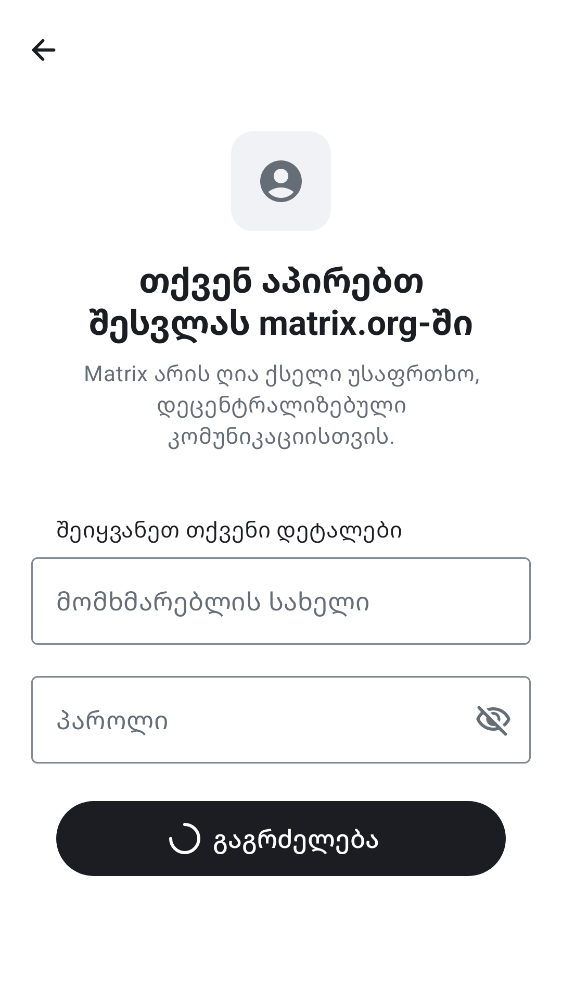 თქვენ აპირებთ
შესვლას matrix.org-ში
Matrix არის ღია ქსელი უსაფრთხო,
დეცენტრალიზებული
კომუნიკაციისთვის.
შეიყვანეთ თქვენი დეტალები
მომხმარებლის სახელი
პაროლი
გაგრძელება